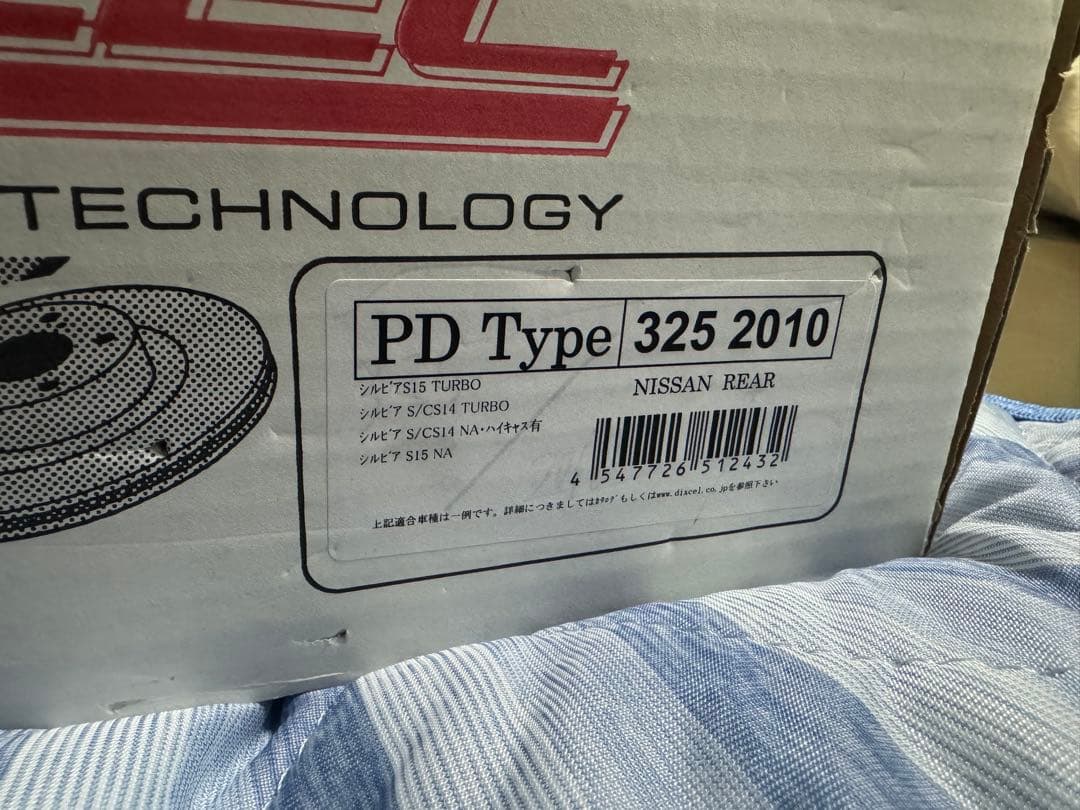 TECHNOLOGY
PD Type 325 2010
シルビアS15 TURBO
NISSAN REAR
シルビア S/CS14 TURBO
シルビア S/CS14 NA・ハイキャス有
シルビア S15 NA
4 547726 512432
上記適合車種は一例です。詳細につきましてはカタログもしくはwww.dixcel.co.jpを参照下さい